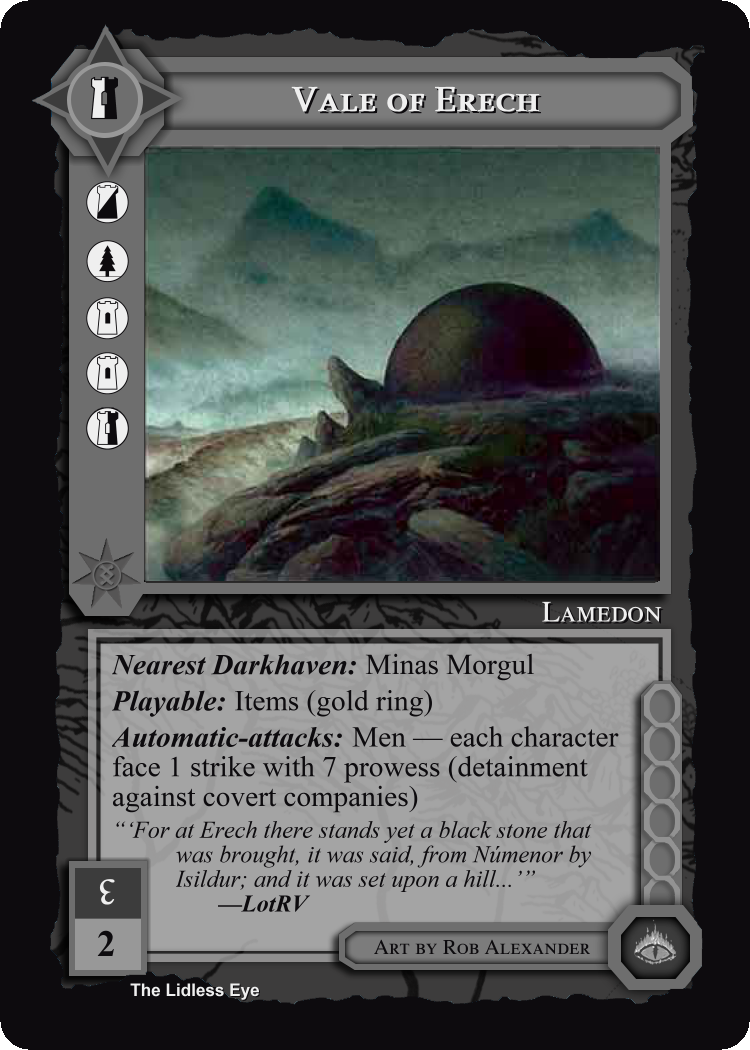 Vale of Erech
Lamedon
Nearest Darkhaven: Minas Morgul
Playable: Items (gold ring)
Automatic-attacks: Men — each character
face 1 strike with 7 prowess (detainment
against covert companies)
“‘For at Erech there stands yet a black stone that
was brought, it was said, from Númenor by
Isildur; and it was set upon a hill...’”
—LotRV
2
Art by Rob Alexander
The Lidless Eye